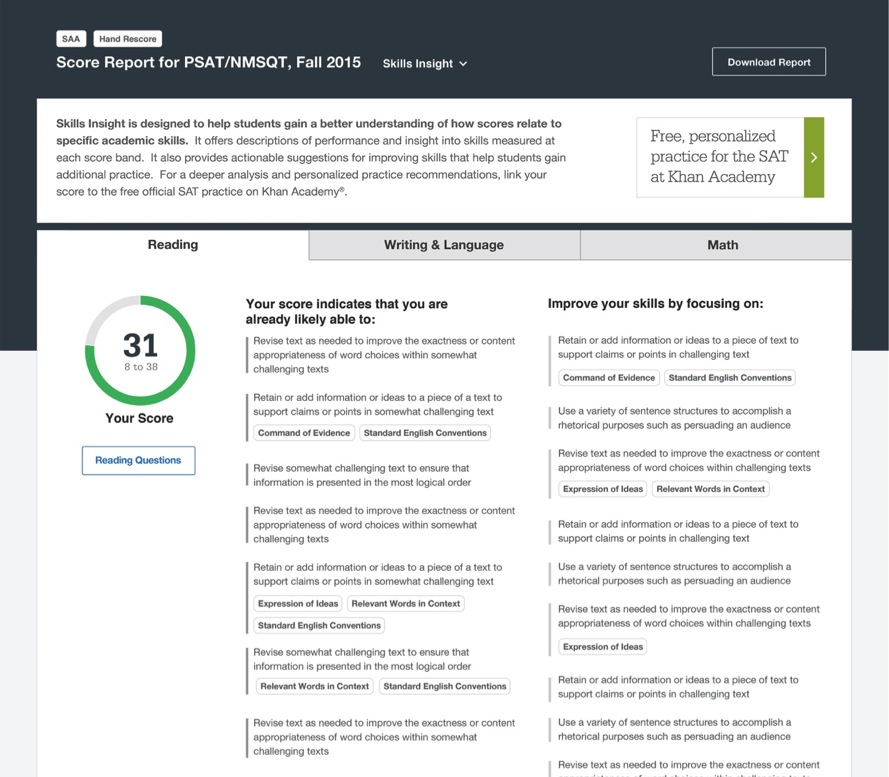 SAA Hand Rescore
Score Report for PSAT/NMSQT, Fall 2015 Skills Insight
Download Report
Skills Insight is designed to help students gain a better understanding of how scores relate to
specific academic skills. It offers descriptions of performance and insight into skills measured at
each score band. It also provides actionable suggestions for improving skills that help students gain
additional practice. For a deeper analysis and personalized practice recommendations, link your
score to the free official SAT practice on Khan Academy®.
Free, personalized
practice for the SAT
at Khan Academy
Reading Writing & Language Math
31
8 to 38
Your Score
Reading Questions
Your score indicates that you are
already likely able to:
Revise text as needed to improve the exactness or content
appropriateness of word choices within somewhat
challenging texts
Retain or add information or ideas to a piece of a text to
support claims or points in somewhat challenging text
Command of Evidence Standard English Conventions
Revise somewhat challenging text to ensure that
information is presented in the most logical order
Revise text as needed to improve the exactness or content
appropriateness of word choices within somewhat
challenging texts
Retain or add information or ideas to a piece of a text to
support claims or points in somewhat challenging text
Expression of Ideas Relevant Words in Context
Standard English Conventions
Revise somewhat challenging text to ensure that
information is presented in the most logical order
Relevant Words in Context Standard English Conventions
Revise text as needed to improve the exactness or content
appropriateness of word choices within somewhat
challenging texts
Improve your skills by focusing on:
Retain or add information or ideas to a piece of text to
support claims or points in challenging text
Command of Evidence Standard English Conventions
Use a variety of sentence structures to accomplish a
rhetorical purposes such as persuading an audience
Revise text as needed to improve the exactness or content
appropriateness of word choices within challenging texts
Expression of Ideas Relevant Words in Context
Retain or add information or ideas to a piece of text to
support claims or points in challenging text
Use a variety of sentence structures to accomplish a
rhetorical purposes such as persuading an audience
Revise text as needed to improve the exactness or content
appropriateness of word choices within challenging texts
Expression of Ideas
Retain or add information or ideas to a piece of text to
support claims or points in challenging text
Use a variety of sentence structures to accomplish a
rhetorical purposes such as persuading an audience
Revise text as needed to improve the exactness or content